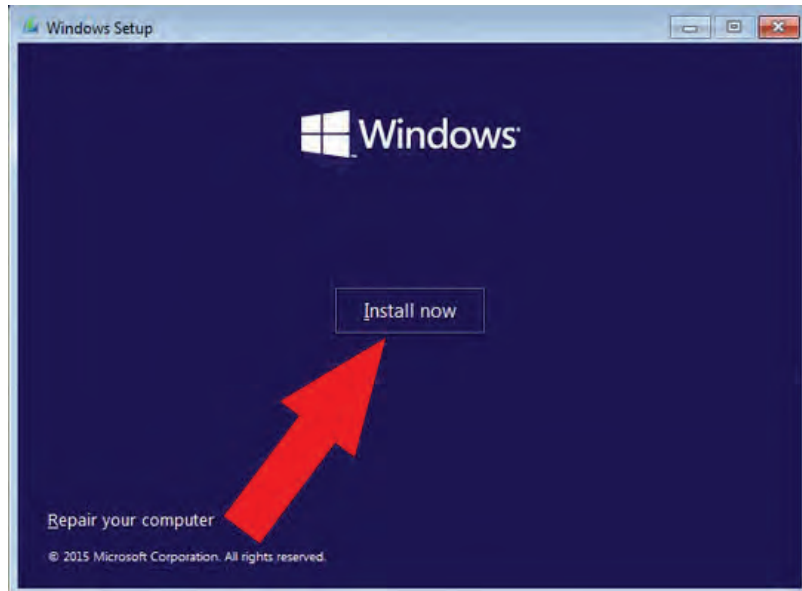 Windows Setup
Windows
Install now
Repair your computer
© 2015 Microsoft Corporation. All rights reserved.